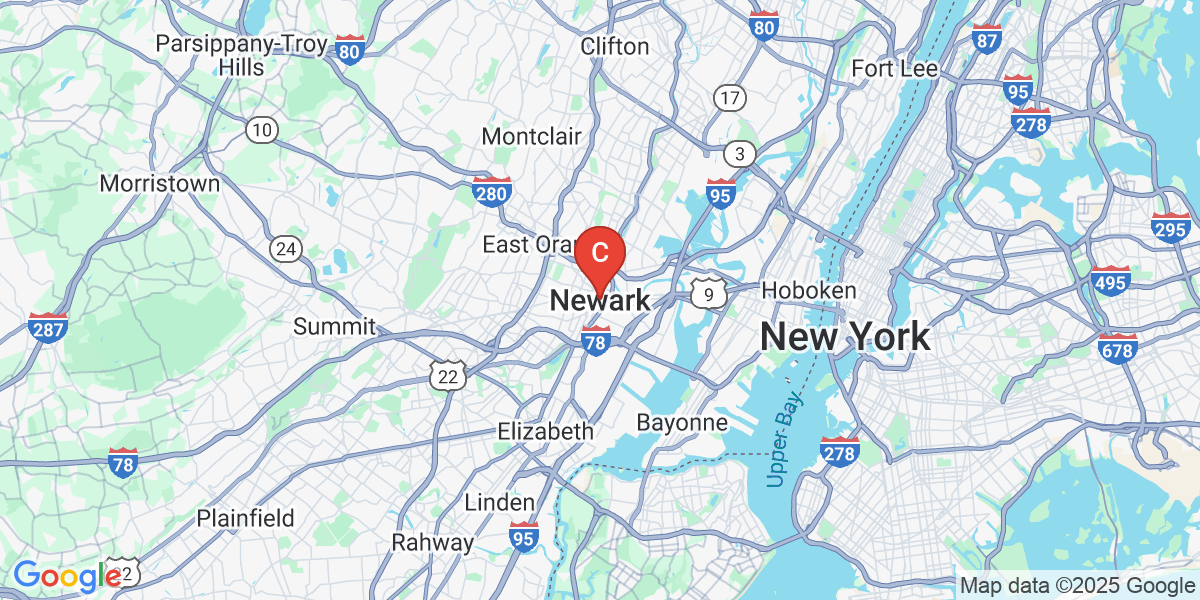 80
87
Parsippany-Troy
Hills
80
Clifton
Fort Lee
95
17
278
10
Montclair
3
Morristown
280
95
295
24
East Oran
C
495
9
Hoboken
Newark
287
Summit
78
New York
678
22
Upper Bay
Bayonne
Elizabeth
278
78
Linden
Plainfield
95
Rahway
Google
Map data ©2025 Google